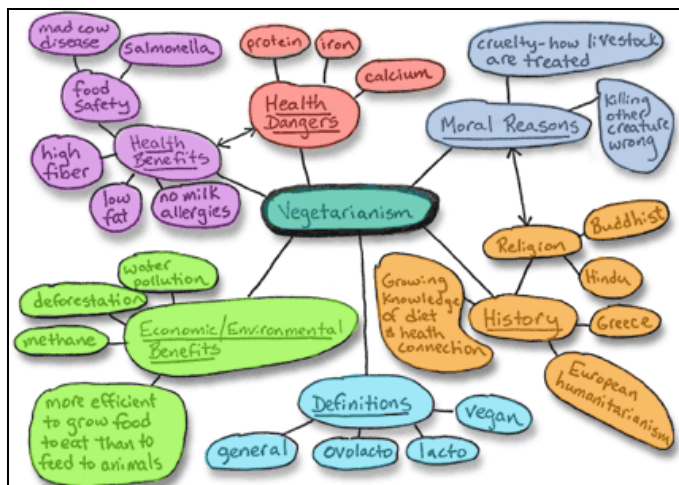 mad cow
disease
salmonella
food
safety
Health
Benefits
high
fiber
low
fat
no milk
allergies
protein
iron
calcium
Health
Dangers
cruelty-how livestock
are treated
Moral Reasons
killing
other
creature
wrong
Vegetarianism
Religion
Buddhist
Hindu
History
Greece
European
humanitarianism
Growing
knowledge
of diet
& heath
connection
water
pollution
deforestation
methane
Economic/Environmental
Benefits
more efficient
to grow food
to eat than to
feed to animals
Definitions
general
ovolacto
lacto
vegan